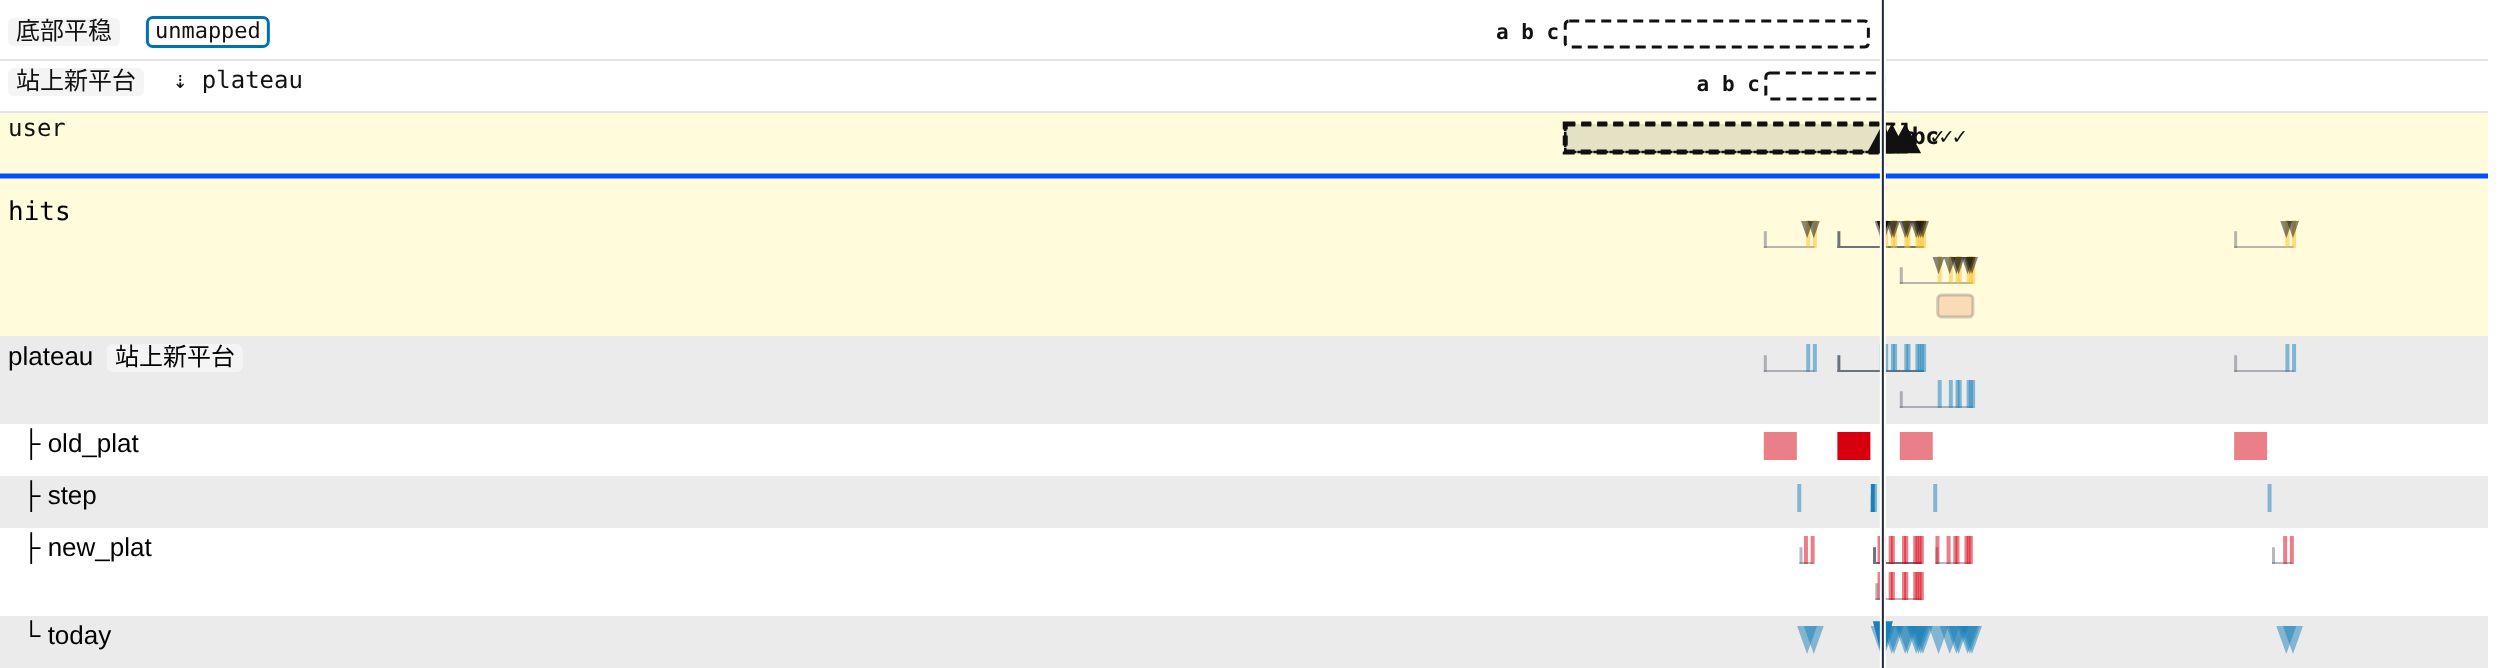 底部平稳 unmapped a b c
站上新平台 ⇣ plateau a b c
user bc✓✓✓
hits
plateau 站上新平台
├ old_plat
├ step
├ new_plat
└ today